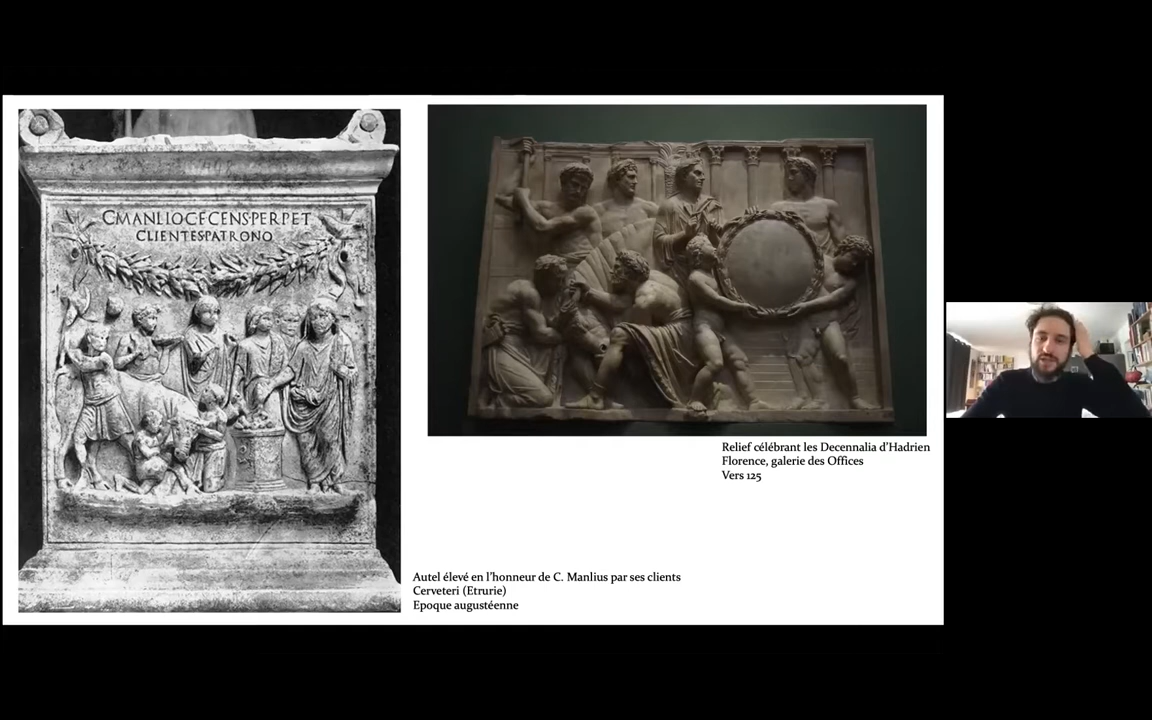 C·MANLIO·C·F·CENS·PERPET
CLIENTES·PATRONO
Relief célébrant les Decennalia d'Hadrien
Florence, galerie des Offices
Vers 125
Autel élevé en l'honneur de C. Manlius par ses clients
Cerveteri (Etrurie)
Epoque augustéenne